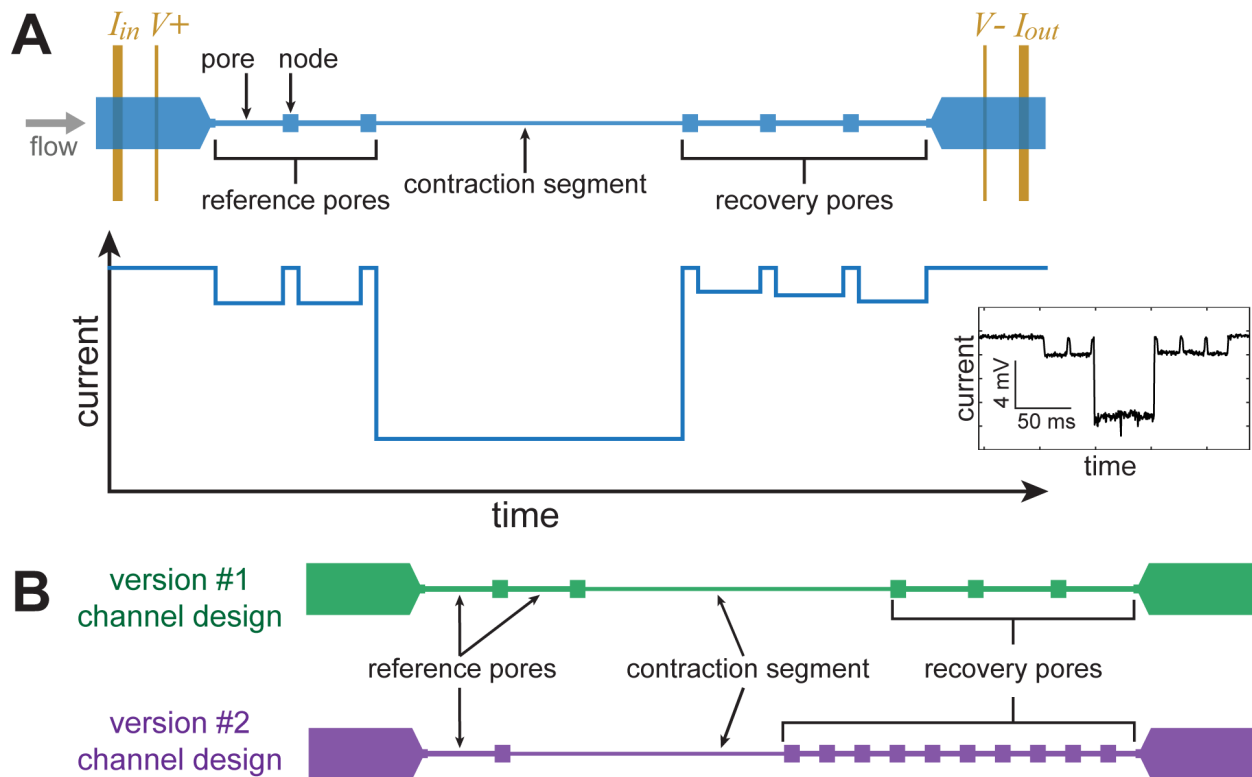 A
I_in V+
V- I_out
pore node
flow
reference pores
contraction segment
recovery pores
current
time
current
4 mV
50 ms
time
B
version #1
channel design
reference pores
contraction segment
recovery pores
version #2
channel design